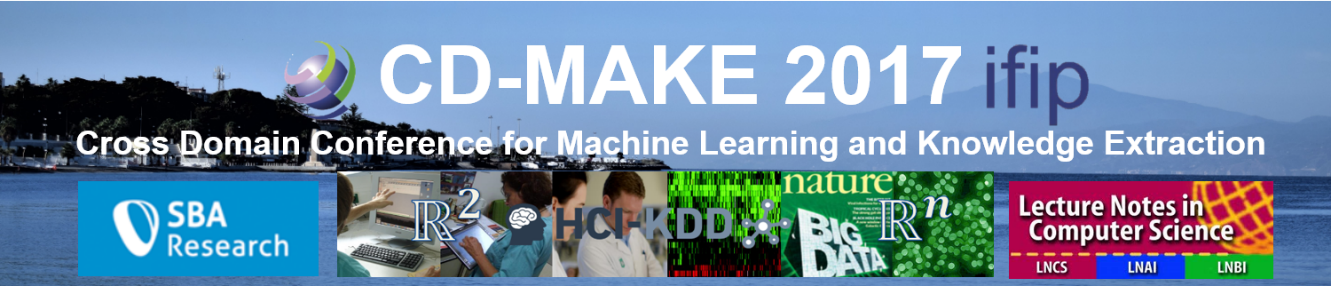 CD-MAKE 2017 ifip
Cross Domain Conference for Machine Learning and Knowledge Extraction
SBA
Research
ℝ² HCI-KDD
nature
BIG
DATA
ℝⁿ
Lecture Notes in
Computer Science
LNCS LNAI LNBI